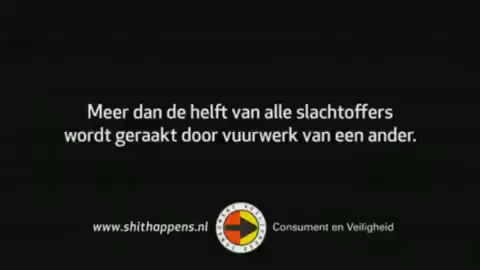 Meer dan de helft van alle slachtoffers
wordt geraakt door vuurwerk van een ander.
www.shithappens.nl
Consument en Veiligheid